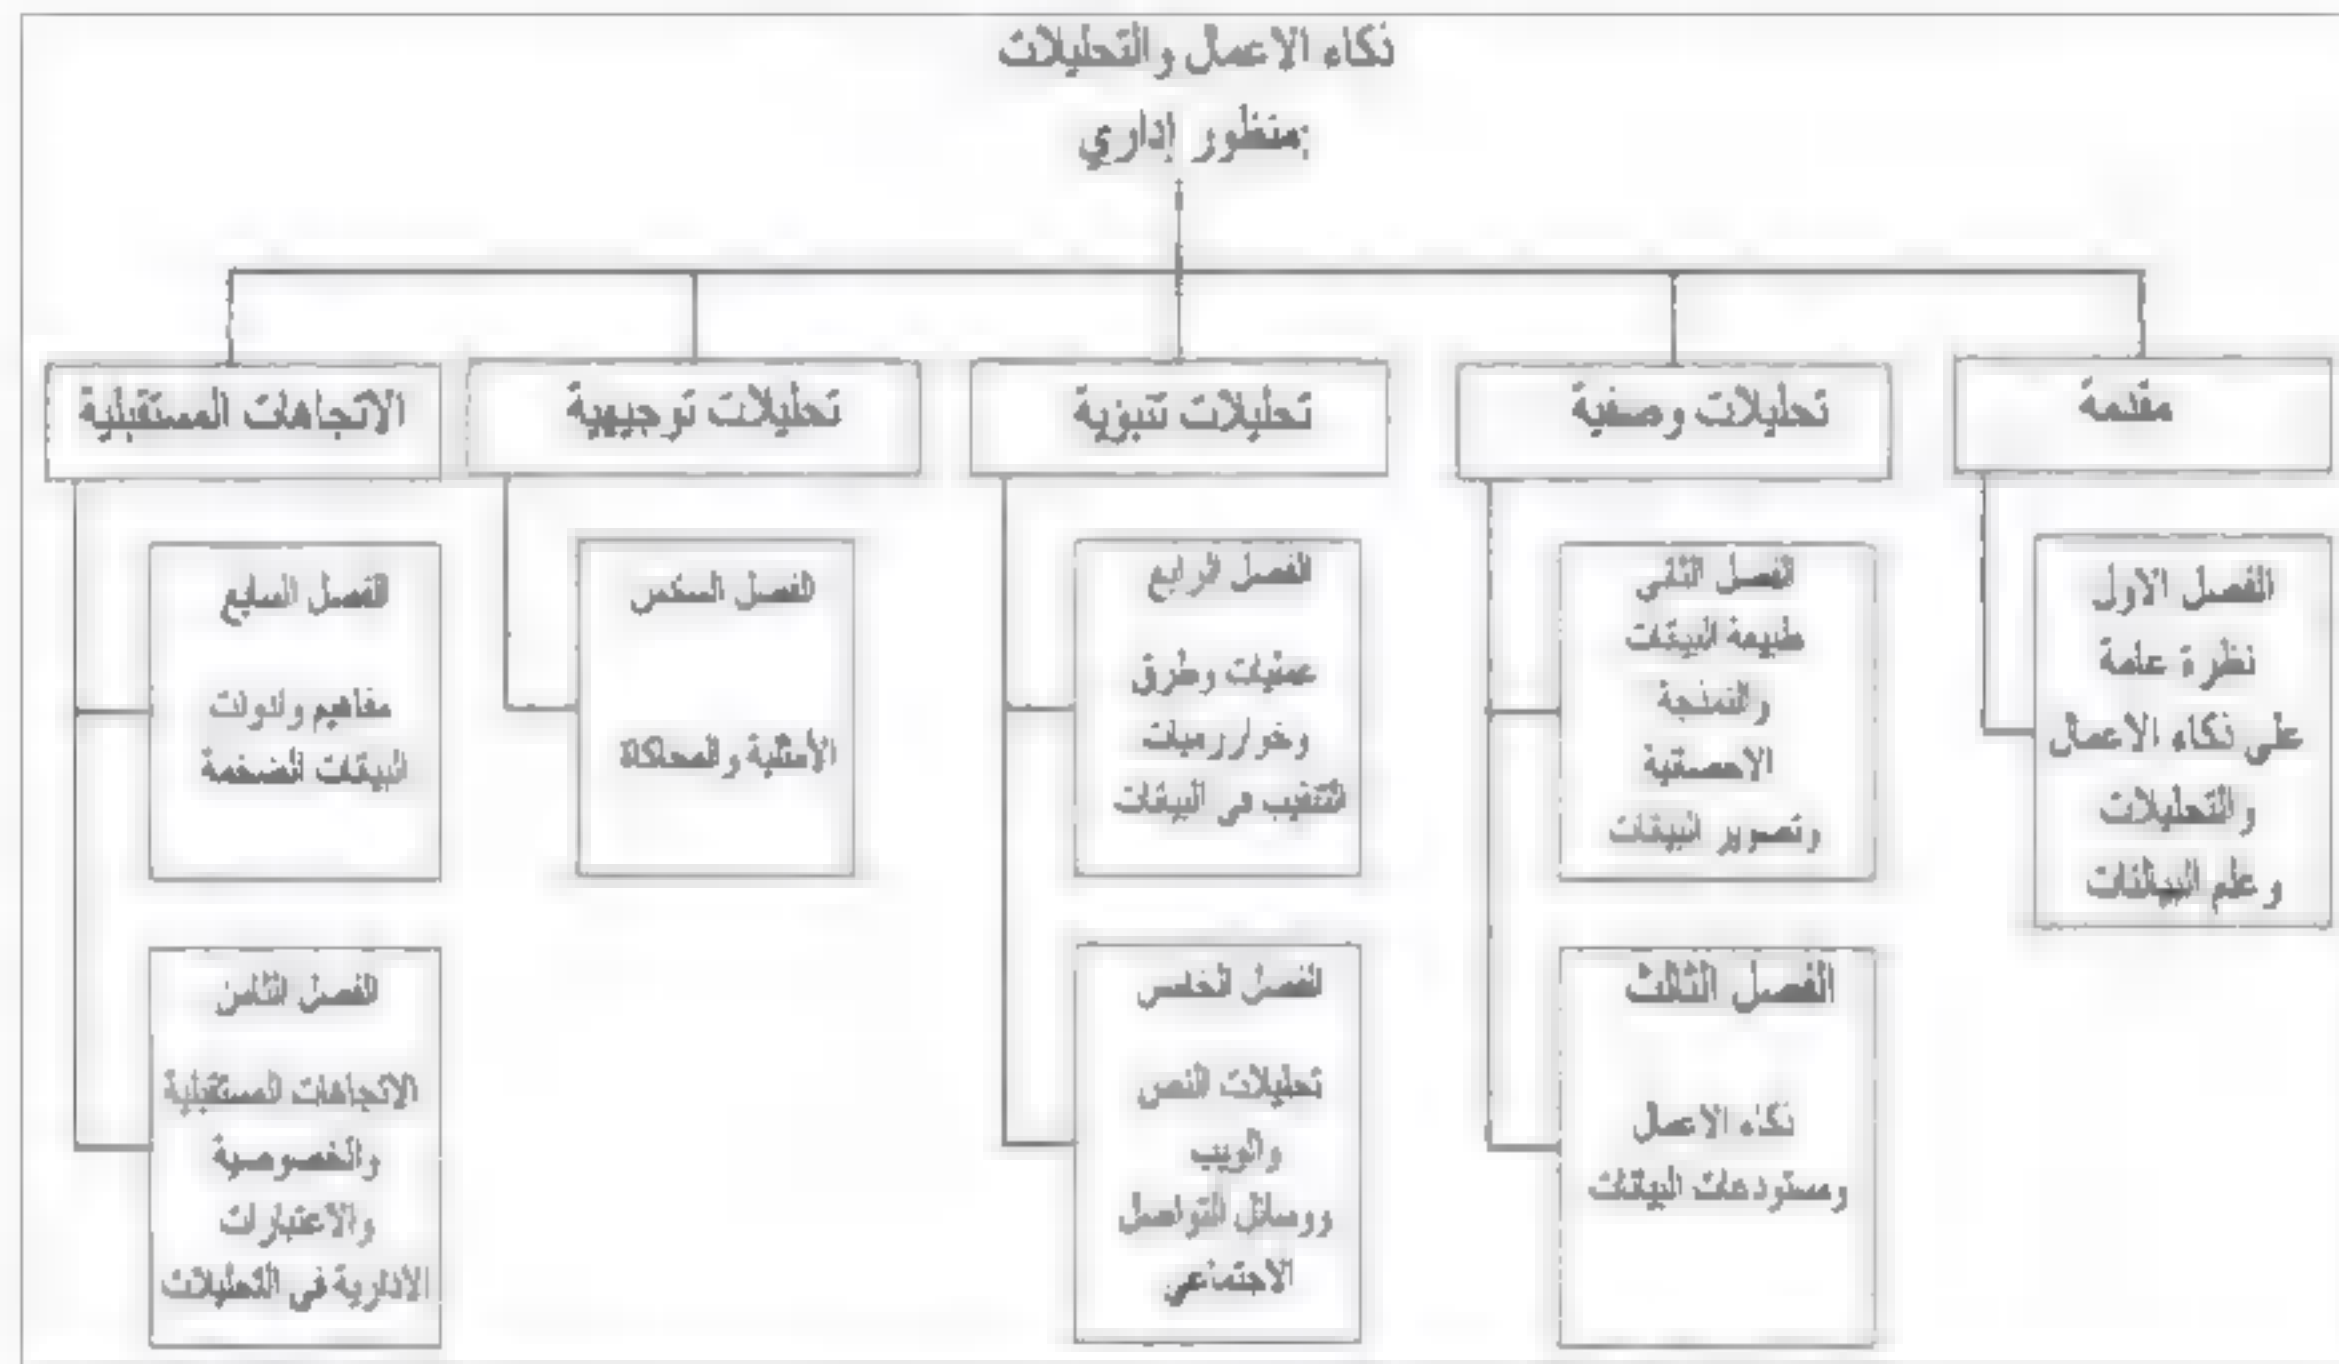 ذكاء الاعمال والتحليلات
:منظور إداري
مقدمة
الفصل الاول
نظرة عامة
على ذكاء الاعمال
والتحليلات
وعلم البيانات
تحليلات وصفية
الفصل الثاني
طبيعة البيانات
والنمذجة
الاحصائية
وتصوير البيانات
الفصل الثالث
ذكاء الاعمال
ومستودعات البيانات
تحليلات تنبؤية
الفصل الرابع
عمليات وطرق
وخوارزميات
التنقيب في البيانات
الفصل الخامس
تحليلات النص
والويب
ووسائل التواصل
الاجتماعي
تحليلات توجيهية
الفصل السادس
الأمثلية والمحاكاة
الاتجاهات المستقبلية
الفصل السابع
مفاهيم وادوات
البيانات الضخمة
الفصل الثامن
الاتجاهات المستقبلية
والخصوصية
والاعتبارات
الادارية في التحليلات